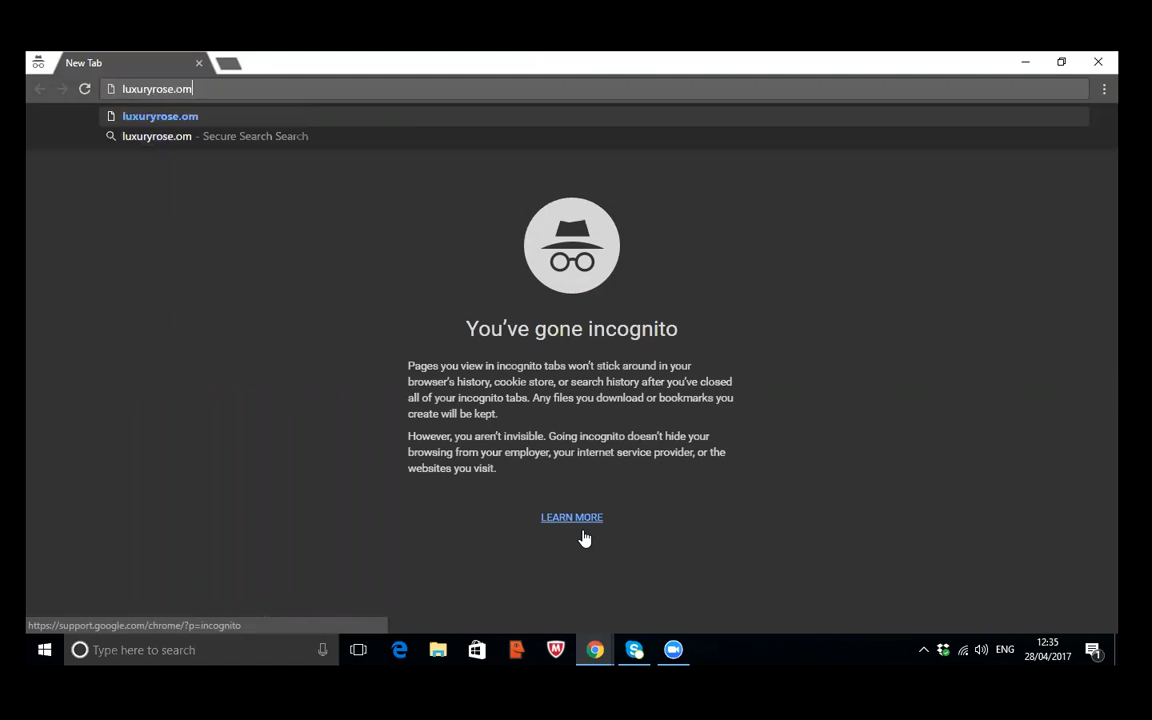 New Tab
luxuryrose.om
luxuryrose.om
luxuryrose.om - Secure Search Search
You've gone incognito
Pages you view in incognito tabs won't stick around in your
browser's history, cookie store, or search history after you've closed
all of your incognito tabs. Any files you download or bookmarks you
create will be kept.
However, you aren't invisible. Going incognito doesn't hide your
browsing from your employer, your internet service provider, or the
websites you visit.
LEARN MORE
https://support.google.com/chrome/?p=incognito
Type here to search
ENG
12:35
28/04/2017
1